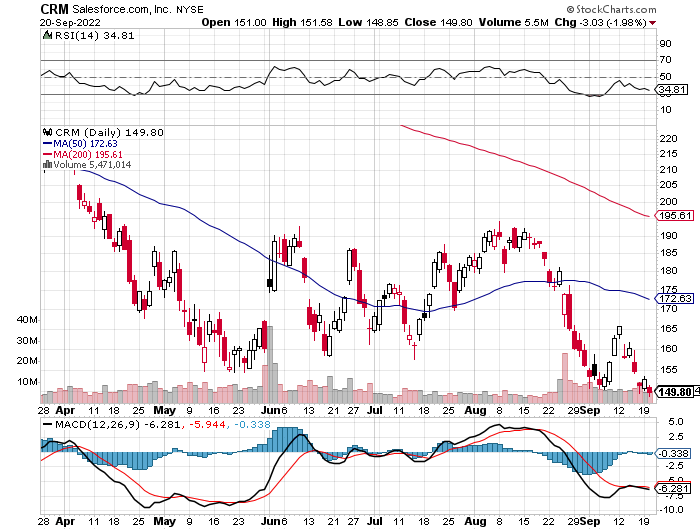 CRM Salesforce.com, Inc. NYSE © StockCharts.com
20-Sep-2022 Open 151.00 High 151.58 Low 148.85 Close 149.80 Volume 5.5M Chg -3.03 (-1.98%)
RSI(14) 34.81
90
70
50
34.81
30
10
CRM (Daily) 149.80
MA(50) 172.63
MA(200) 195.61
Volume 5,471,014
220
215
210
205
200
195.61
190
185
180
175
172.63
170
165
160
155
149.80
40M
30M
20M
10M
28 Apr 11 18 25 May 9 16 23 Jun 6 13 21 27 Jul 11 18 25 Aug 8 15 22 29 Sep 12 19
MACD(12,26,9) -6.281, -5.944, -0.338
5.0
2.5
-0.338
-2.5
-6.281
-7.5
-10.0
28 Apr 11 18 25 May 9 16 23 Jun 6 13 21 27 Jul 11 18 25 Aug 8 15 22 29 Sep 12 19